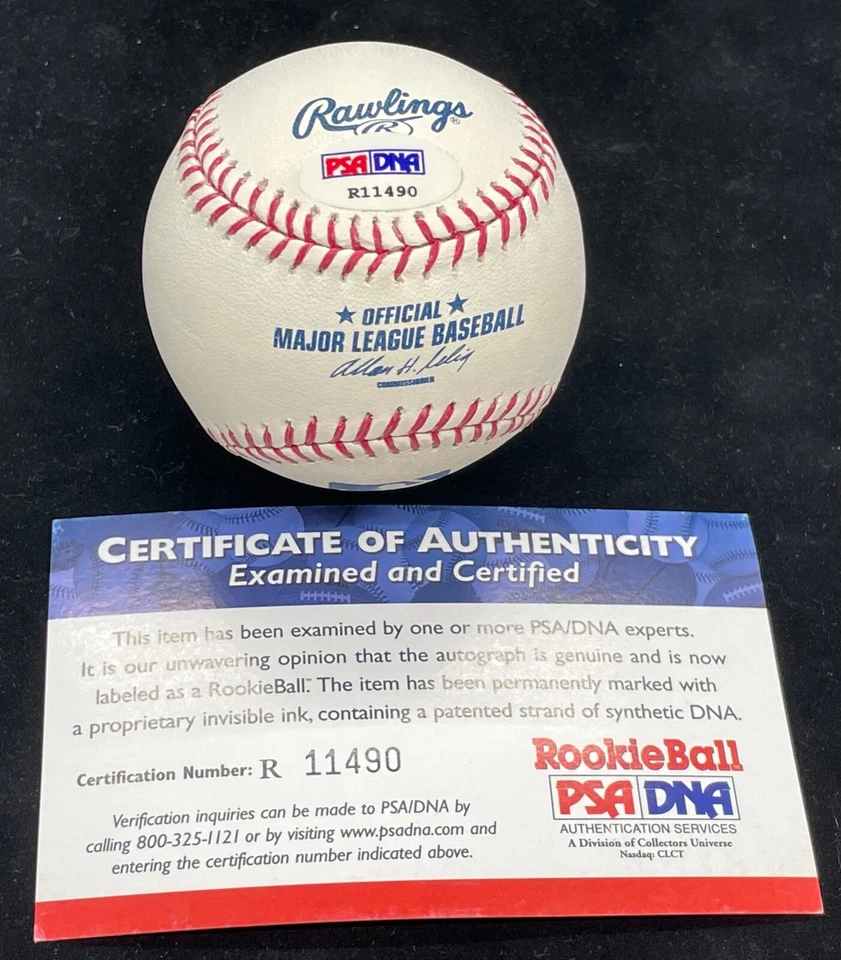 Rawlings®
R
PSA DNA
R11490
★ OFFICIAL ★
MAJOR LEAGUE BASEBALL
Allan H. Selig
COMMISSIONER
CERTIFICATE OF AUTHENTICITY
Examined and Certified
This item has been examined by one or more PSA/DNA experts.
It is our unwavering opinion that the autograph is genuine and is now
labeled as a RookieBall.™ The item has been permanently marked with
a proprietary invisible ink, containing a patented strand of synthetic DNA.
Certification Number: R 11490
RookieBall
PSA DNA
AUTHENTICATION SERVICES
A Division of Collectors Universe
Nasdaq: CLCT
Verification inquiries can be made to PSA/DNA by
calling 800-325-1121 or by visiting www.psadna.com and
entering the certification number indicated above.